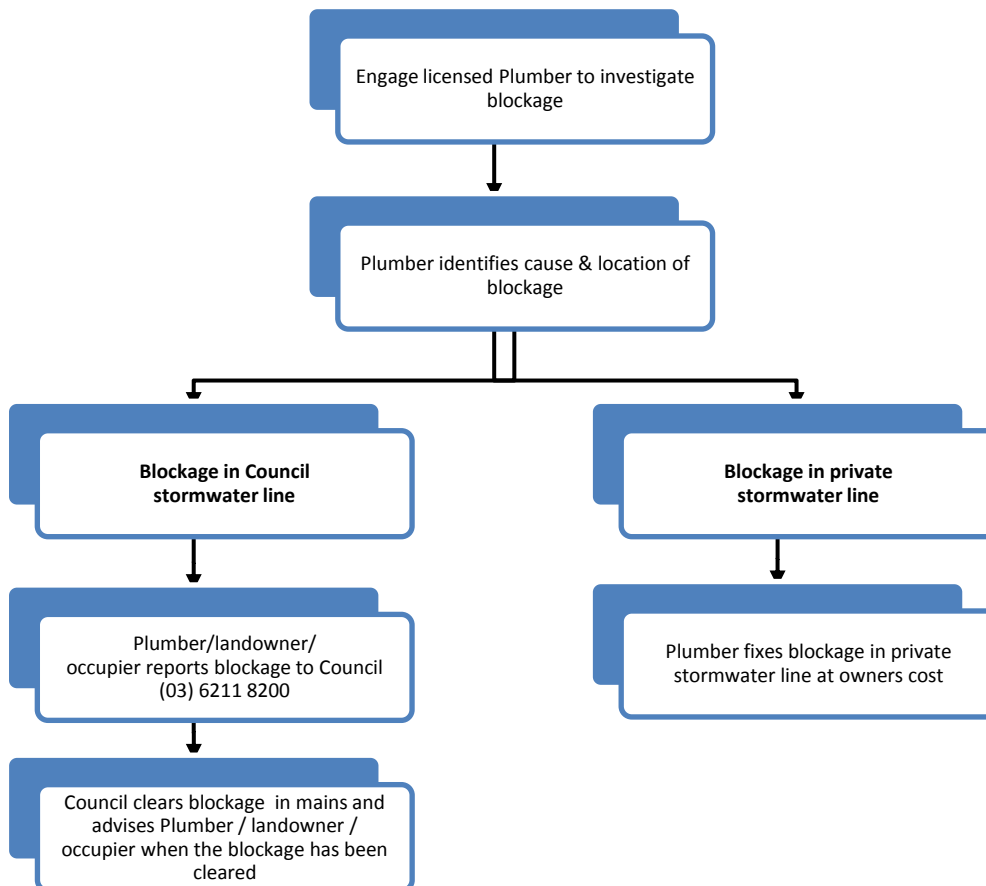 Engage licensed Plumber to investigate
blockage
Plumber identifies cause & location of
blockage
Blockage in Council
stormwater line
Blockage in private
stormwater line
Plumber/landowner/
occupier reports blockage to Council
(03) 6211 8200
Plumber fixes blockage in private
stormwater line at owners cost
Council clears blockage in mains and
advises Plumber / landowner /
occupier when the blockage has been
cleared